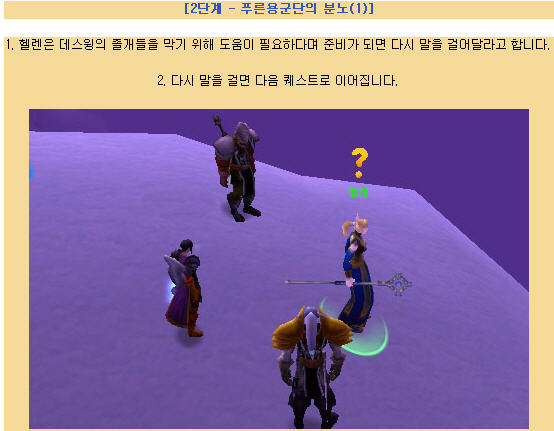 [2단계 - 푸른용군단의 분노(1)]
1. 헬렌은 데스윙의 졸개들을 막기 위해 도움이 필요하다며 준비가 되면 다시 말을 걸어달라고 합니다.
2. 다시 말을 걸면 다음 퀘스트로 이어집니다.
?